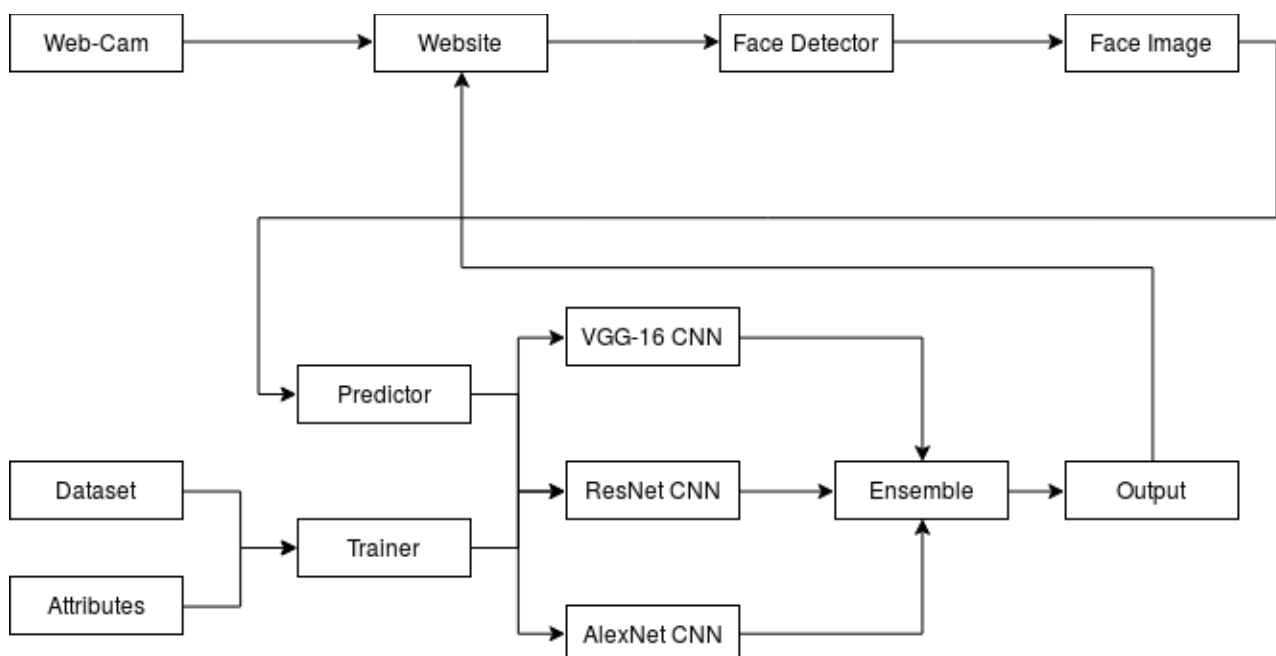 Web-Cam
Website
Face Detector
Face Image
VGG-16 CNN
Predictor
Dataset
ResNet CNN
Ensemble
Output
Trainer
Attributes
AlexNet CNN